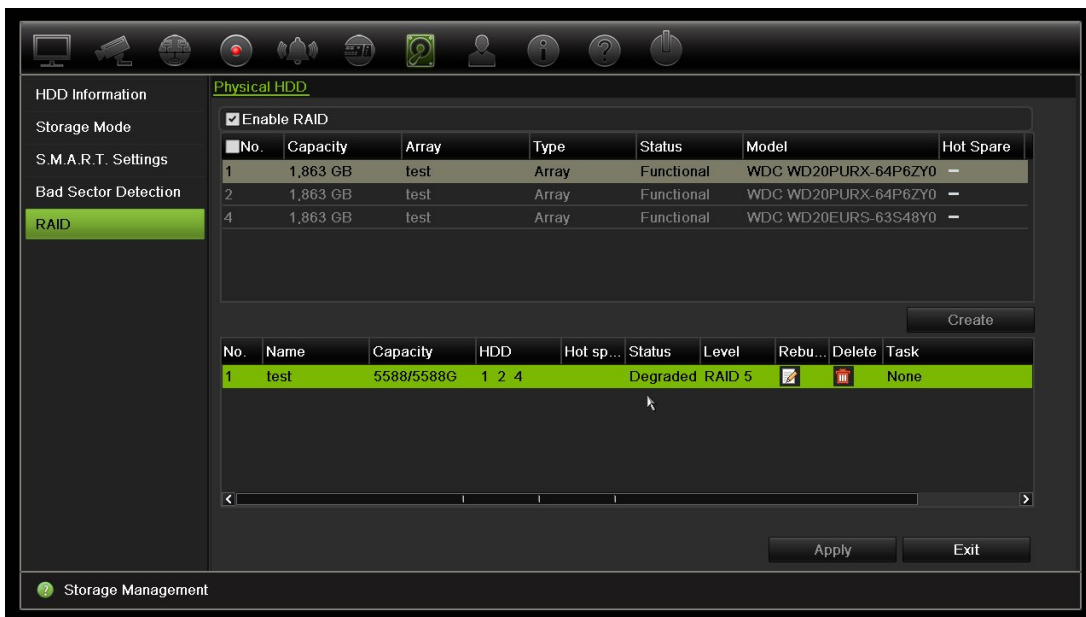 HDD Information
Storage Mode
S.M.A.R.T. Settings
Bad Sector Detection
RAID
Physical HDD
Enable RAID
No. Capacity Array Type Status Model Hot Spare
1 1,863 GB test Array Functional WDC WD20PURX-64P6ZY0
2 1,863 GB test Array Functional WDC WD20PURX-64P6ZY0
4 1,863 GB test Array Functional WDC WD20EURS-63S48Y0
Create
No. Name Capacity HDD Hot sp... Status Level Rebu... Delete Task
1 test 5588/5588G 1 2 4 Degraded RAID 5 None
Apply Exit
Storage Management